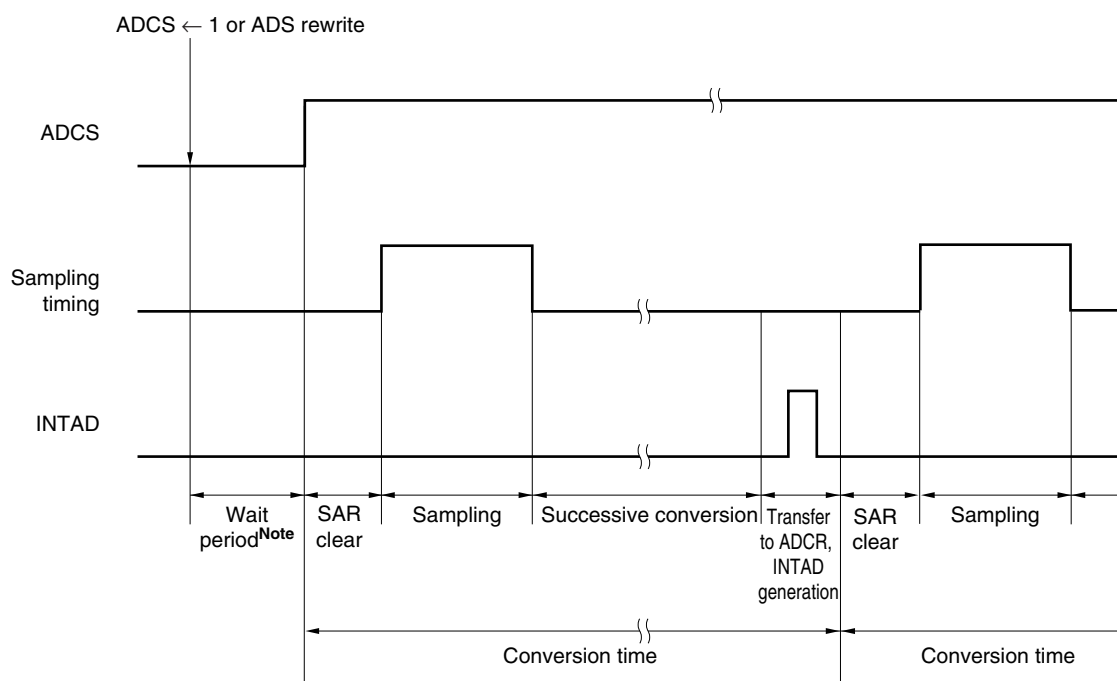 ADCS ← 1 or ADS rewrite
ADCS
Sampling
timing
INTAD
Wait
periodNote
SAR
clear
Sampling
Successive conversion
Transfer
to ADCR,
INTAD
generation
SAR
clear
Sampling
Conversion time
Conversion time